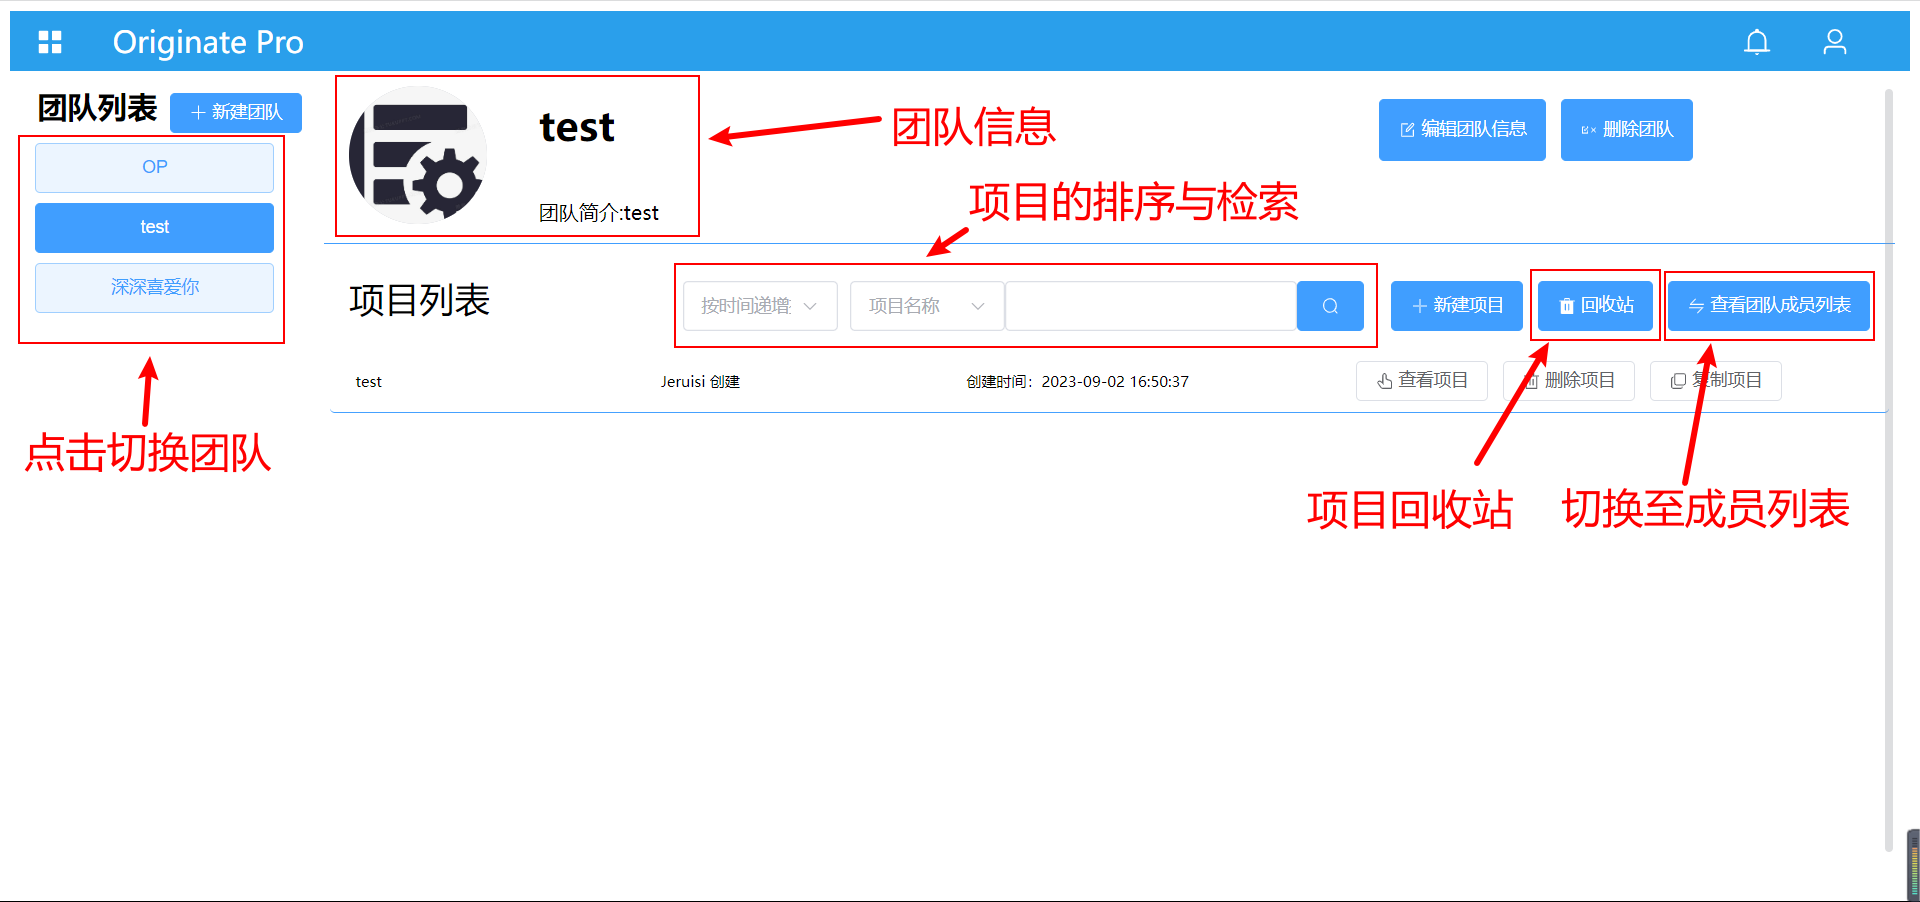 Originate Pro
团队列表
新建团队
OP
test
深深喜爱你
点击切换团队
test
团队简介:test
团队信息
编辑团队信息
删除团队
项目的排序与检索
项目列表
按时间递增
项目名称
新建项目
回收站
查看团队成员列表
test
Jeruisi 创建
创建时间：2023-09-02 16:50:37
查看项目
删除项目
复制项目
项目回收站
切换至成员列表